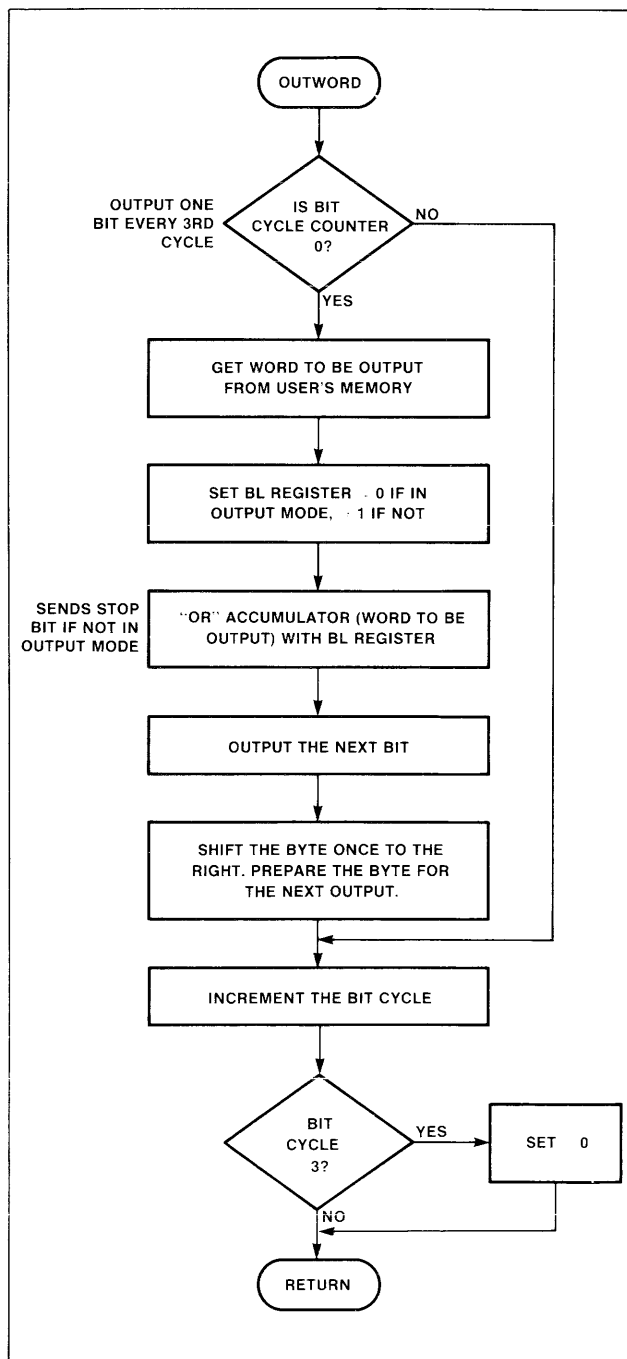 OUTWORD
OUTPUT ONE
BIT EVERY 3RD
CYCLE
IS BIT
CYCLE COUNTER
0?
NO
YES
GET WORD TO BE OUTPUT
FROM USER'S MEMORY
SET BL REGISTER - 0 IF IN
OUTPUT MODE, - 1 IF NOT
SENDS STOP
BIT IF NOT IN
OUTPUT MODE
"OR" ACCUMULATOR (WORD TO BE
OUTPUT) WITH BL REGISTER
OUTPUT THE NEXT BIT
SHIFT THE BYTE ONCE TO THE
RIGHT. PREPARE THE BYTE FOR
THE NEXT OUTPUT.
INCREMENT THE BIT CYCLE
BIT
CYCLE
3?
YES
SET 0
NO
RETURN